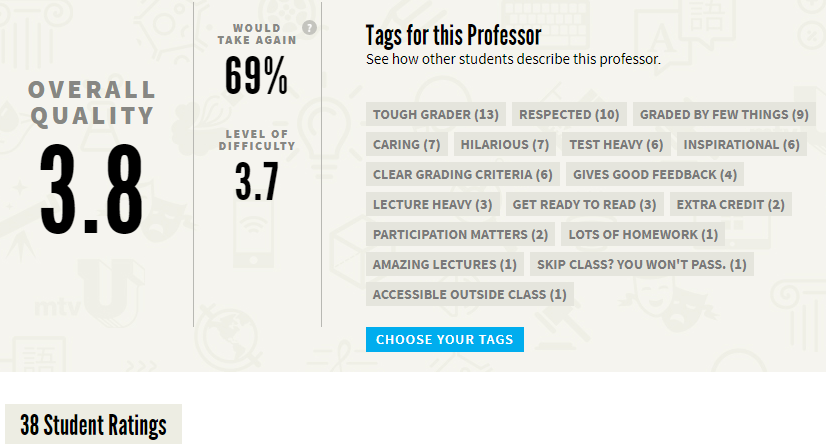 OVERALL
QUALITY
3.8
WOULD
TAKE AGAIN
?
69%
LEVEL OF
DIFFICULTY
3.7
Tags for this Professor
See how other students describe this professor.
TOUGH GRADER (13) RESPECTED (10) GRADED BY FEW THINGS (9)
CARING (7) HILARIOUS (7) TEST HEAVY (6) INSPIRATIONAL (6)
CLEAR GRADING CRITERIA (6) GIVES GOOD FEEDBACK (4)
LECTURE HEAVY (3) GET READY TO READ (3) EXTRA CREDIT (2)
PARTICIPATION MATTERS (2) LOTS OF HOMEWORK (1)
AMAZING LECTURES (1) SKIP CLASS? YOU WON'T PASS. (1)
ACCESSIBLE OUTSIDE CLASS (1)
CHOOSE YOUR TAGS
mtvU
38 Student Ratings